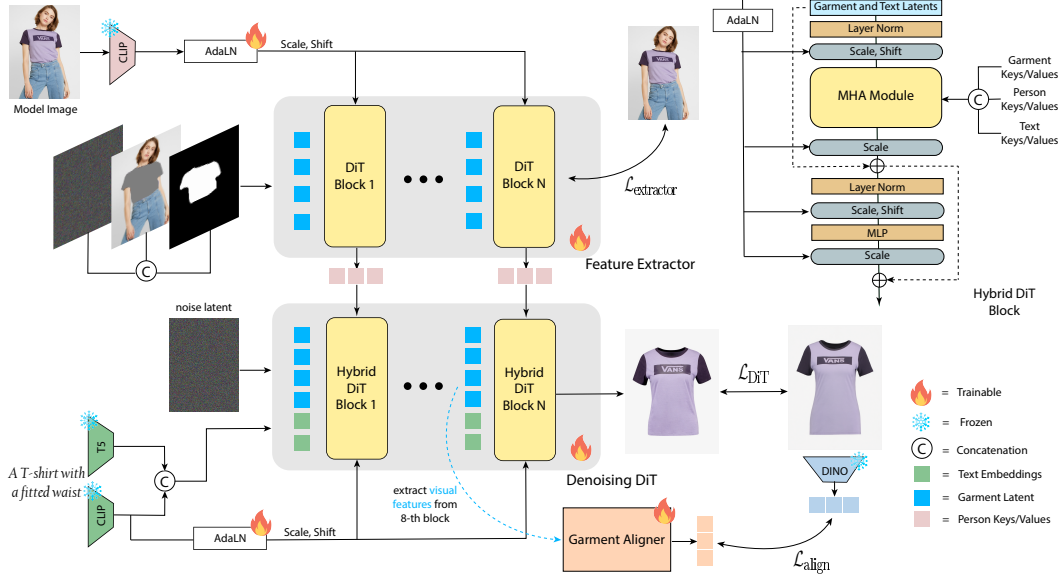 Model Image
CLIP
AdaLN
Scale, Shift
VANS
VANS
DiT
Block 1
DiT
Block N
ℒextractor
Feature Extractor
C
noise latent
Hybrid
DiT
Block 1
Hybrid
DiT
Block N
Denoising DiT
T5
A T-shirt with
a fitted waist
CLIP
C
AdaLN
Scale, Shift
extract visual
features from
8-th block
Garment Aligner
VANS
ℒDiT
VANS
DINO
ℒalign
AdaLN
Garment and Text Latents
Layer Norm
Scale, Shift
MHA Module
Garment
Keys/Values
Person
Keys/Values
Text
Keys/Values
C
Scale
Layer Norm
Scale, Shift
MLP
Scale
Hybrid DiT
Block
= Trainable
= Frozen
C = Concatenation
= Text Embeddings
= Garment Latent
= Person Keys/Values